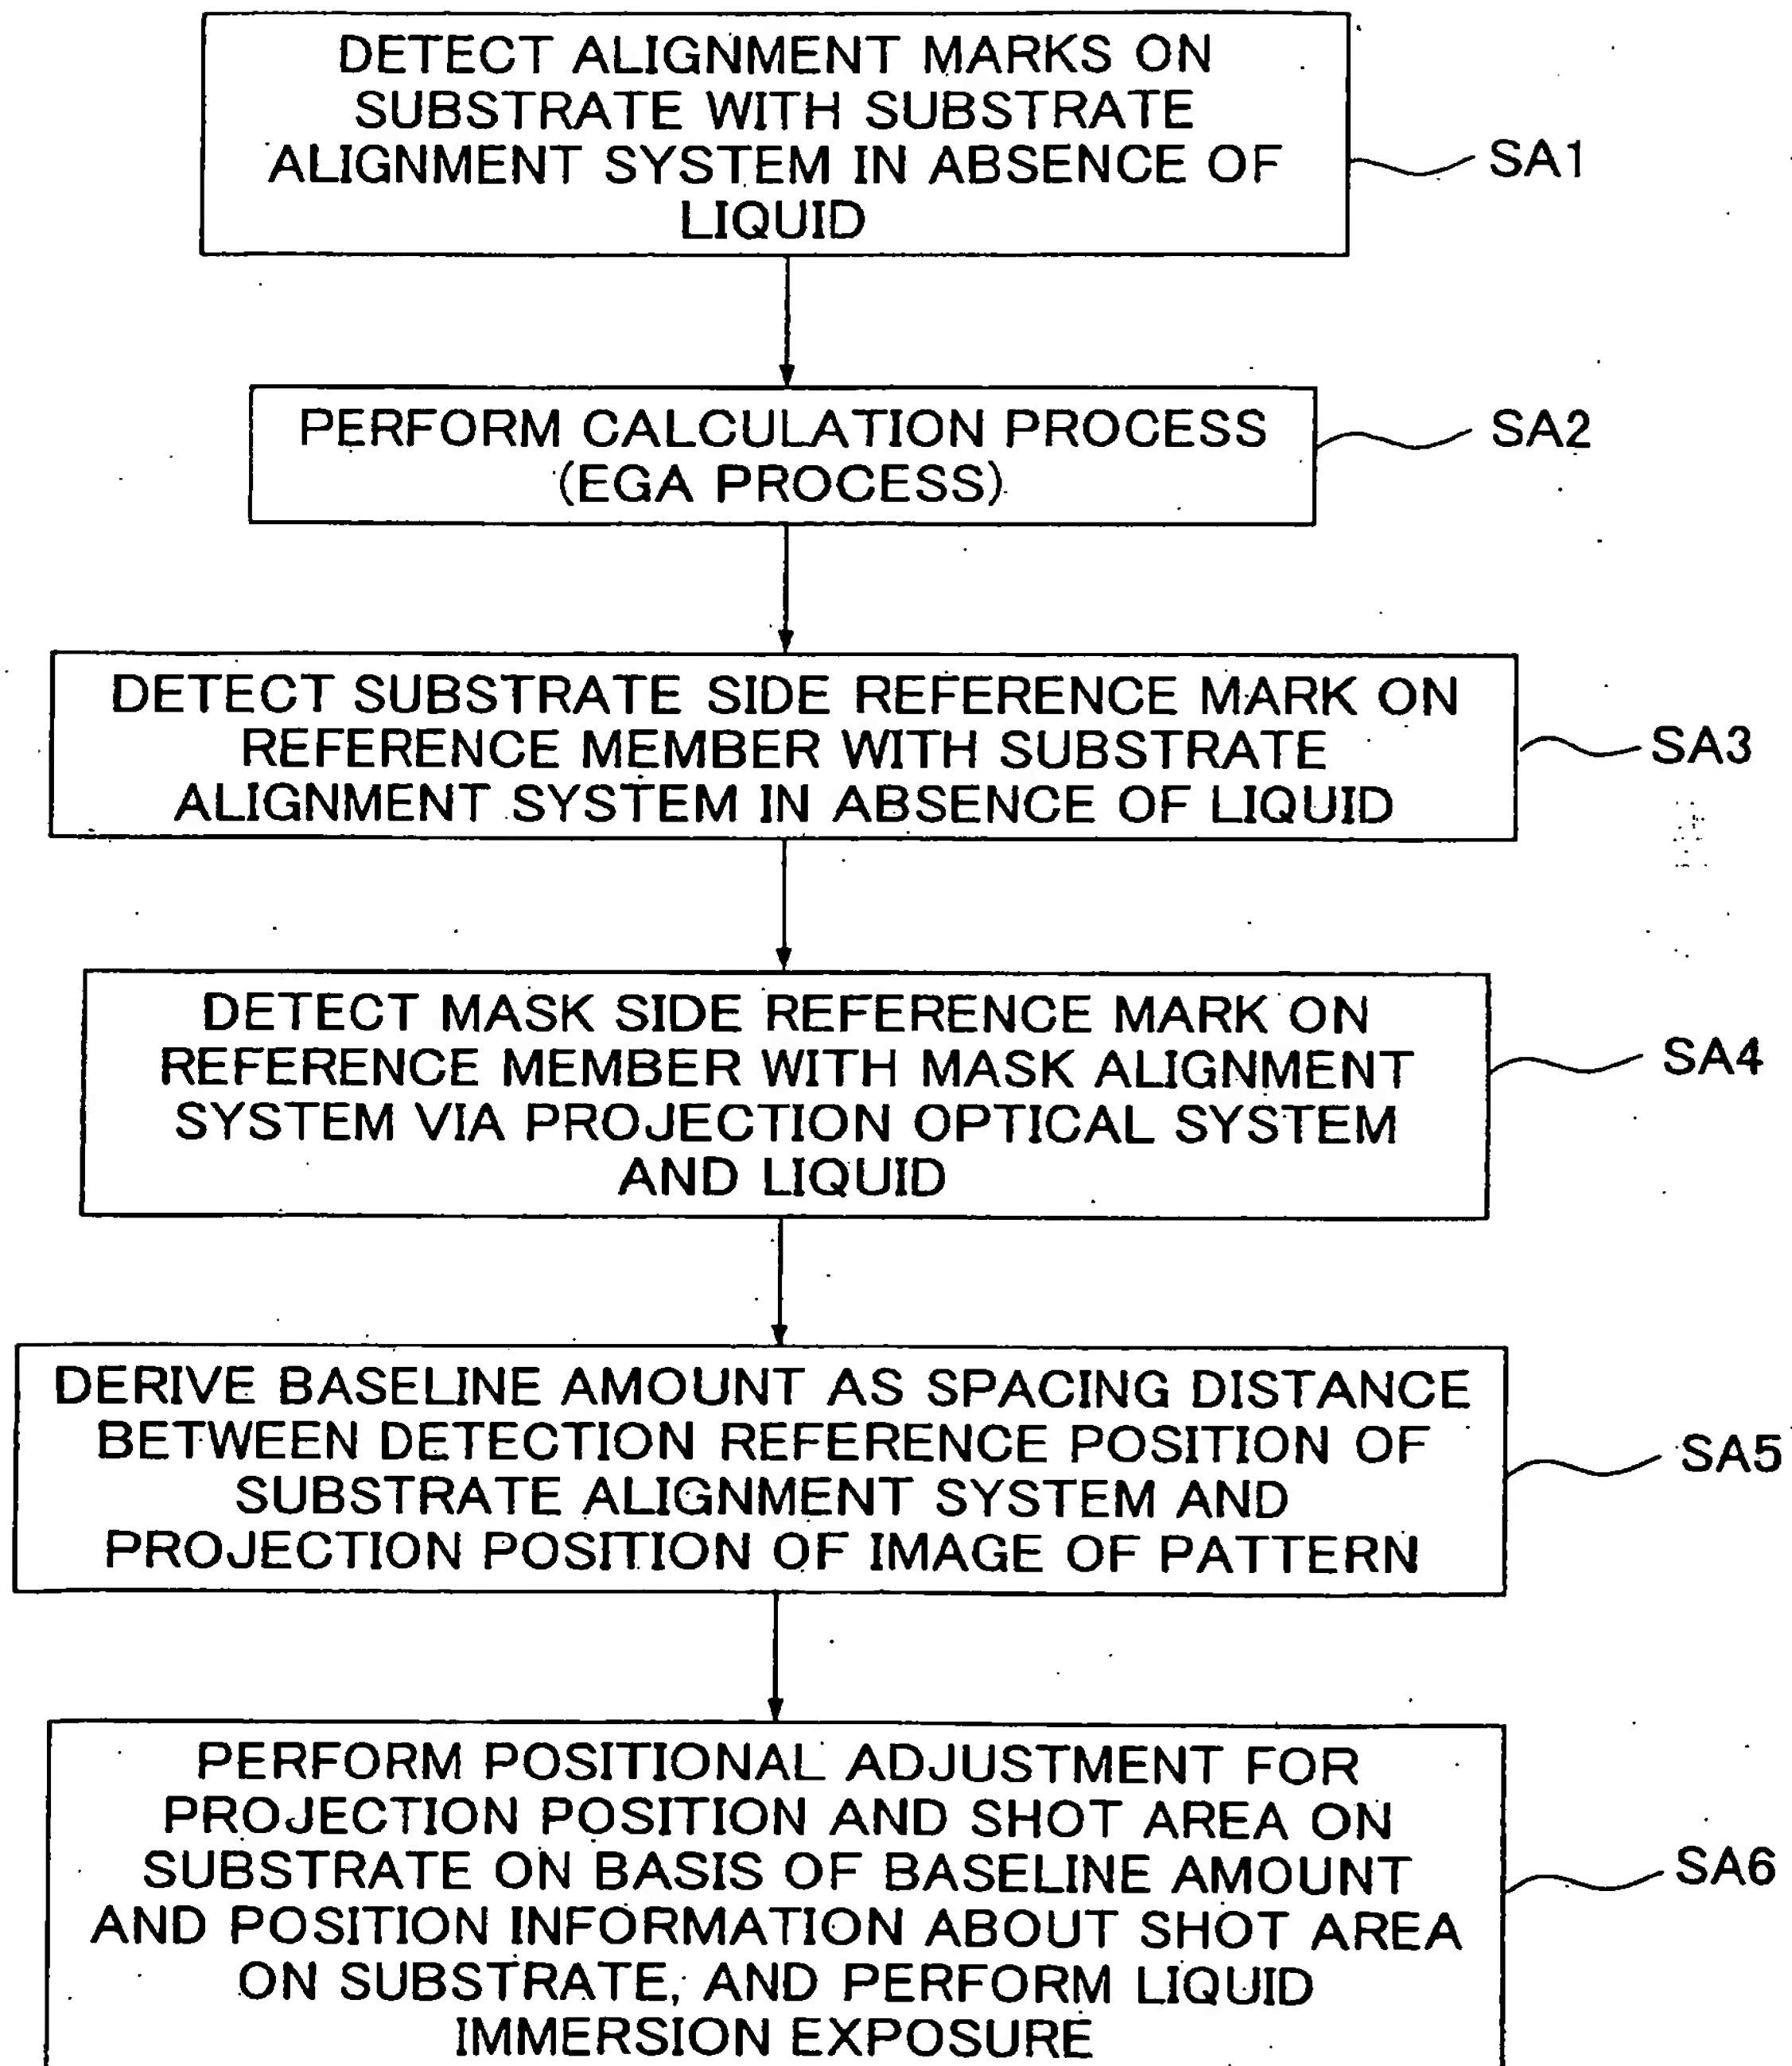 DETECT ALIGNMENT MARKS ON
SUBSTRATE WITH SUBSTRATE
ALIGNMENT SYSTEM IN ABSENCE OF
LIQUID
SA1
PERFORM CALCULATION PROCESS
(EGA PROCESS)
SA2
DETECT SUBSTRATE SIDE REFERENCE MARK ON
REFERENCE MEMBER WITH SUBSTRATE
ALIGNMENT SYSTEM IN ABSENCE OF LIQUID
SA3
DETECT MASK SIDE REFERENCE MARK ON
REFERENCE MEMBER WITH MASK ALIGNMENT
SYSTEM VIA PROJECTION OPTICAL SYSTEM
AND LIQUID
SA4
DERIVE BASELINE AMOUNT AS SPACING DISTANCE
BETWEEN DETECTION REFERENCE POSITION OF
SUBSTRATE ALIGNMENT SYSTEM AND
PROJECTION POSITION OF IMAGE OF PATTERN
SA5
PERFORM POSITIONAL ADJUSTMENT FOR
PROJECTION POSITION AND SHOT AREA ON
SUBSTRATE ON BASIS OF BASELINE AMOUNT
AND POSITION INFORMATION ABOUT SHOT AREA
ON SUBSTRATE, AND PERFORM LIQUID
IMMERSION EXPOSURE
SA6